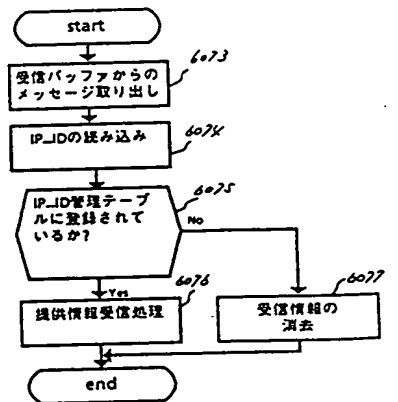 start
6073
受信バッファからの
メッセージ取り出し
6074
IP_IDの読み込み
6075
IP_ID管理テーブ
ルに登録されて
いるか?
No
Yes
6076
提供情報受信処理
6077
受信情報の
消去
end